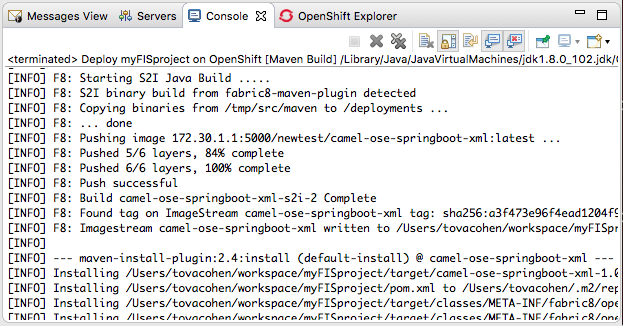 Messages View Servers Console OpenShift Explorer
<terminated> Deploy myFISproject on OpenShift [Maven Build] /Library/Java/JavaVirtualMachines/jdk1.8.0_102.jdk/
[INFO] F8: Starting S2I Java Build .....
[INFO] F8: S2I binary build from fabric8-maven-plugin detected
[INFO] F8: Copying binaries from /tmp/src/maven to /deployments ...
[INFO] F8: ... done
[INFO] F8: Pushing image 172.30.1.1:5000/newtest/camel-ose-springboot-xml:latest ...
[INFO] F8: Pushed 5/6 layers, 84% complete
[INFO] F8: Pushed 6/6 layers, 100% complete
[INFO] F8: Push successful
[INFO] F8: Build camel-ose-springboot-xml-s2i-2 Complete
[INFO] F8: Found tag on ImageStream camel-ose-springboot-xml tag: sha256:a3f473e96f4ead1204f9
[INFO] F8: Imagestream camel-ose-springboot-xml written to /Users/tovacohen/workspace/myFISpr
[INFO]
[INFO] --- maven-install-plugin:2.4:install (default-install) @ camel-ose-springboot-xml ---
[INFO] Installing /Users/tovacohen/workspace/myFISproject/target/camel-ose-springboot-xml-1.0
[INFO] Installing /Users/tovacohen/workspace/myFISproject/pom.xml to /Users/tovacohen/.m2/rep
[INFO] Installing /Users/tovacohen/workspace/myFISproject/target/classes/META-INF/fabric8/ope
[INFO] Installing /Users/tovacohen/workspace/myFISproject/target/classes/META-INF/fabric8/ope